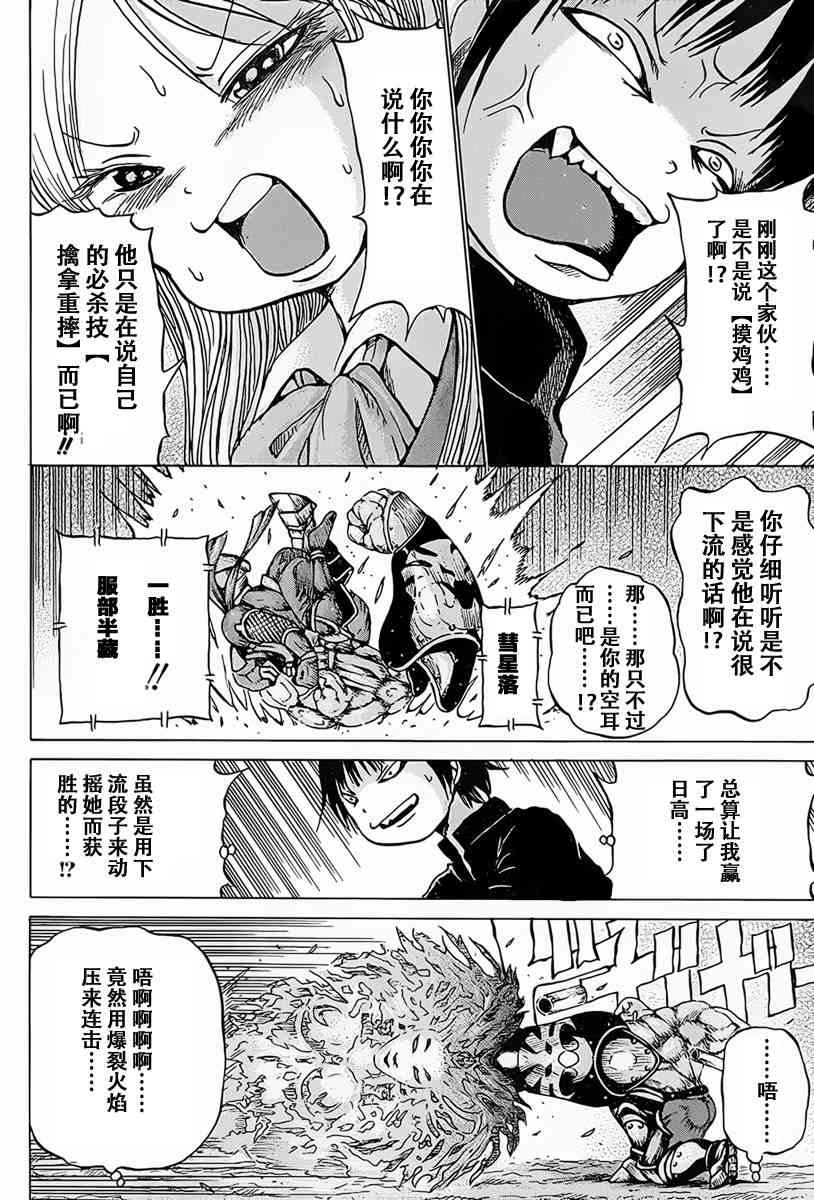 刚刚这个家伙……
是不是说【摸鸡鸡】
了啊!?
你你你你在
说什么啊!?
他只是在说自己
的必杀技【
擒拿重摔】而已啊
!!
你仔细听听是不
是感觉他在说很
下流的话啊!?
那……那只不过
……是你的空耳
而已吧……!?
彗星落
一胜……!!
服部半藏
总算让我赢
了一场了
日高……
虽然是用下
流段子来动
摇她而获
胜的……!?
……唔
唔啊啊啊啊……
竟然用爆裂火焰
压来连击……